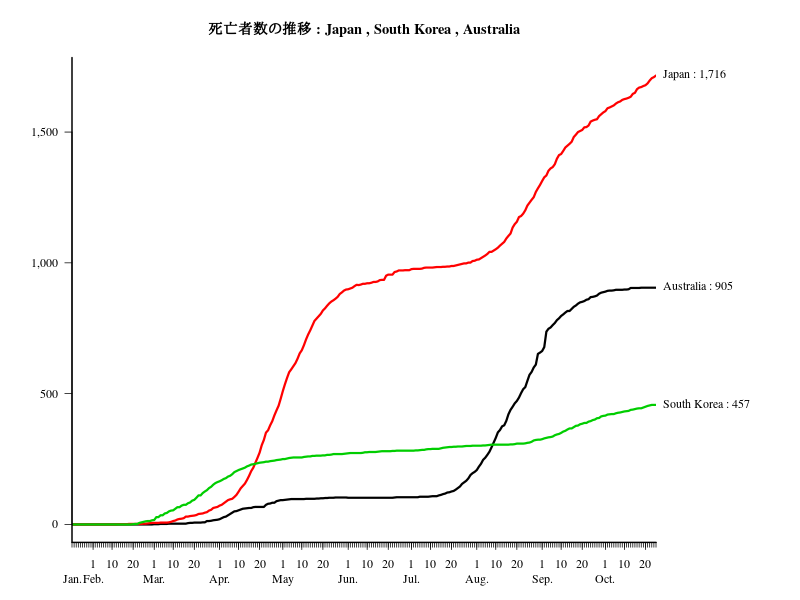 死亡者数の推移 : Japan , South Korea , Australia
Japan : 1,716
1,500
1,000
Australia : 905
500
South Korea : 457
0
1 10 20 1 10 20 1 10 20 1 10 20 1 10 20 1 10 20 1 10 20 1 10 20 1 10 20
Jan. Feb. Mar. Apr. May Jun. Jul. Aug. Sep. Oct.